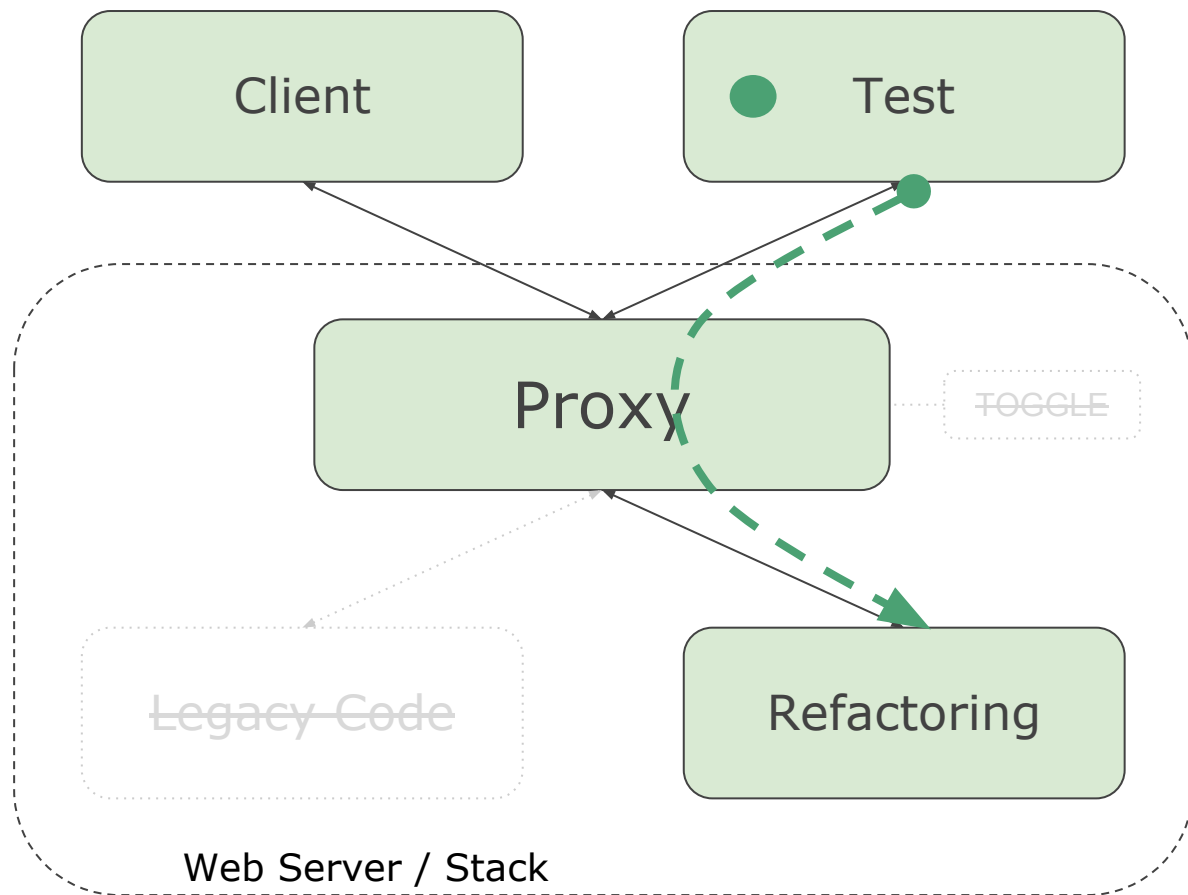 Client
Test
Proxy
TOGGLE
Legacy Code
Refactoring
Web Server / Stack